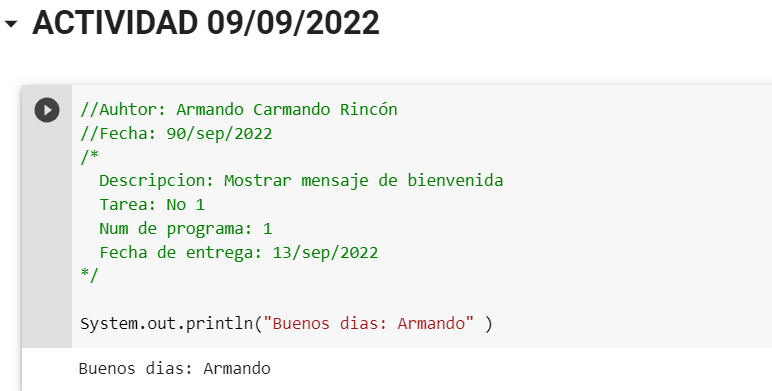 ACTIVIDAD 09/09/2022
//Auhtor: Armando Carmando Rincón
//Fecha: 90/sep/2022
/*
Descripcion: Mostrar mensaje de bienvenida
Tarea: No 1
Num de programa: 1
Fecha de entrega: 13/sep/2022
*/
System.out.println("Buenos dias: Armando" )
Buenos dias: Armando